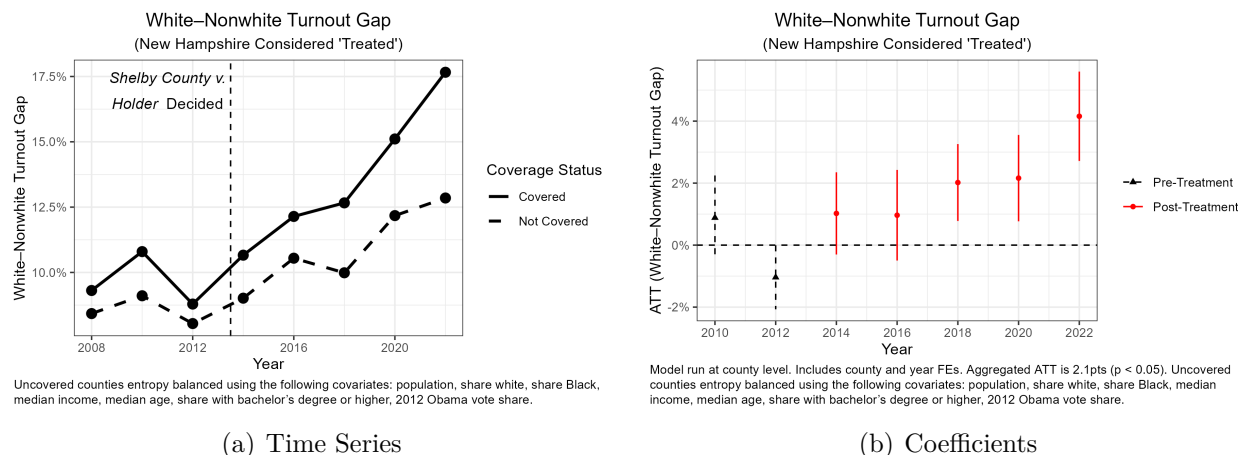 White–Nonwhite Turnout Gap
(New Hampshire Considered 'Treated')
White–Nonwhite Turnout Gap
17.5%
15.0%
12.5%
10.0%
Shelby County v.
Holder Decided
2008
2012
2016
2020
Year
Coverage Status
Covered
Not Covered
Uncovered counties entropy balanced using the following covariates: population, share white, share Black,
median income, median age, share with bachelor's degree or higher, 2012 Obama vote share.
(a) Time Series
White–Nonwhite Turnout Gap
(New Hampshire Considered 'Treated')
ATT (White–Nonwhite Turnout Gap)
4%
2%
0%
-2%
2010
2012
2014
2016
2018
2020
2022
Year
Pre-Treatment
Post-Treatment
Model run at county level. Includes county and year FEs. Aggregated ATT is 2.1pts (p < 0.05). Uncovered
counties entropy balanced using the following covariates: population, share white, share Black, median
income, median age, share with bachelor's degree or higher, 2012 Obama vote share.
(b) Coefficients